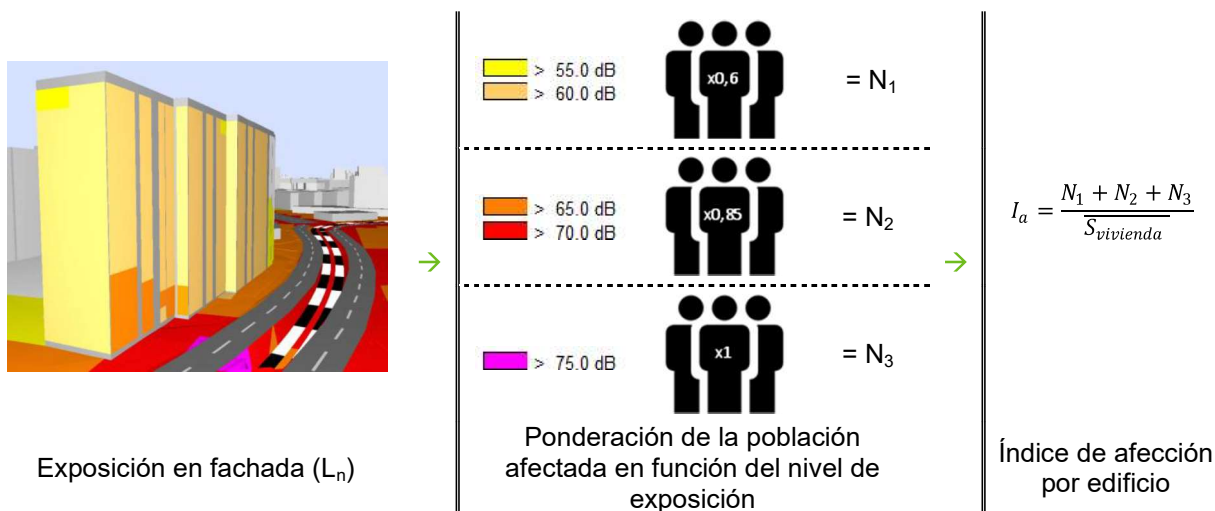 > 55.0 dB
> 60.0 dB
x0,6
= N₁
> 65.0 dB
> 70.0 dB
x0,85
= N₂
> 75.0 dB
x1
= N₃
→
→
Iₐ = (N₁ + N₂ + N₃) / S̅ᵥᵢᵥᵢₑₙdₐ
Exposición en fachada (Lₙ)
Ponderación de la población
afectada en función del nivel de
exposición
Índice de afección
por edificio